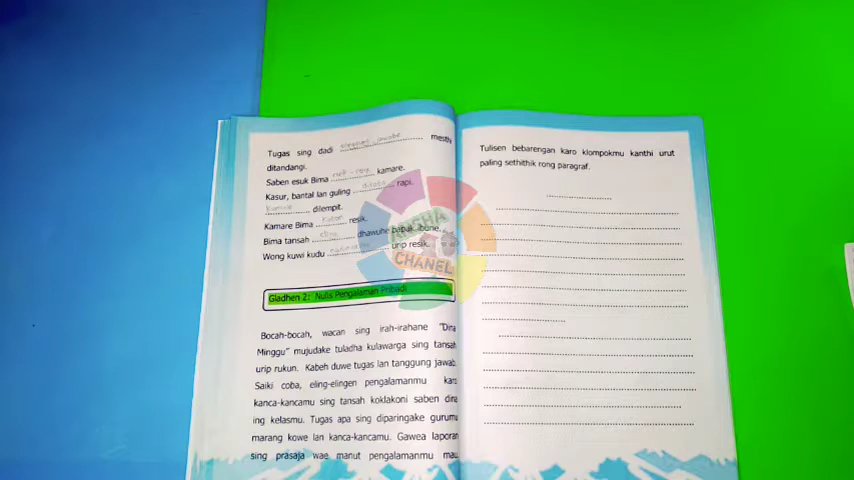 Tugas sing dadi ........ jawabe ........ mesthi
ditandangi.
Saben esuk Bima ........ kamare.
Kasur, bantal lan guling ........ rapi.
........ dilempit.
Kamare Bima ........ resik.
Bima tansah ........ dhawuhe bapak ibune.
Wong kuwi kudu ........ urip resik.
Gladhen 2: Nulis Pengalaman Pribadi
Bocah-bocah, wacan sing irah-irahane "Dina
Minggu" mujudake tuladha kulawarga sing tansah
urip rukun. Kabeh duwe tugas lan tanggung jawab.
Saiki coba, eling-elingen pengalamanmu karo
kanca-kancamu sing tansah koklakoni saben dina
ing kelasmu. Tugas apa sing diparingake gurumu
marang kowe lan kanca-kancamu. Gawea laporan
sing prasaja wae manut pengalamanmu mau.
Tulisen bebarengan karo klompokmu kanthi urut
paling sethithik rong paragraf.
ARSHA
CHANEL